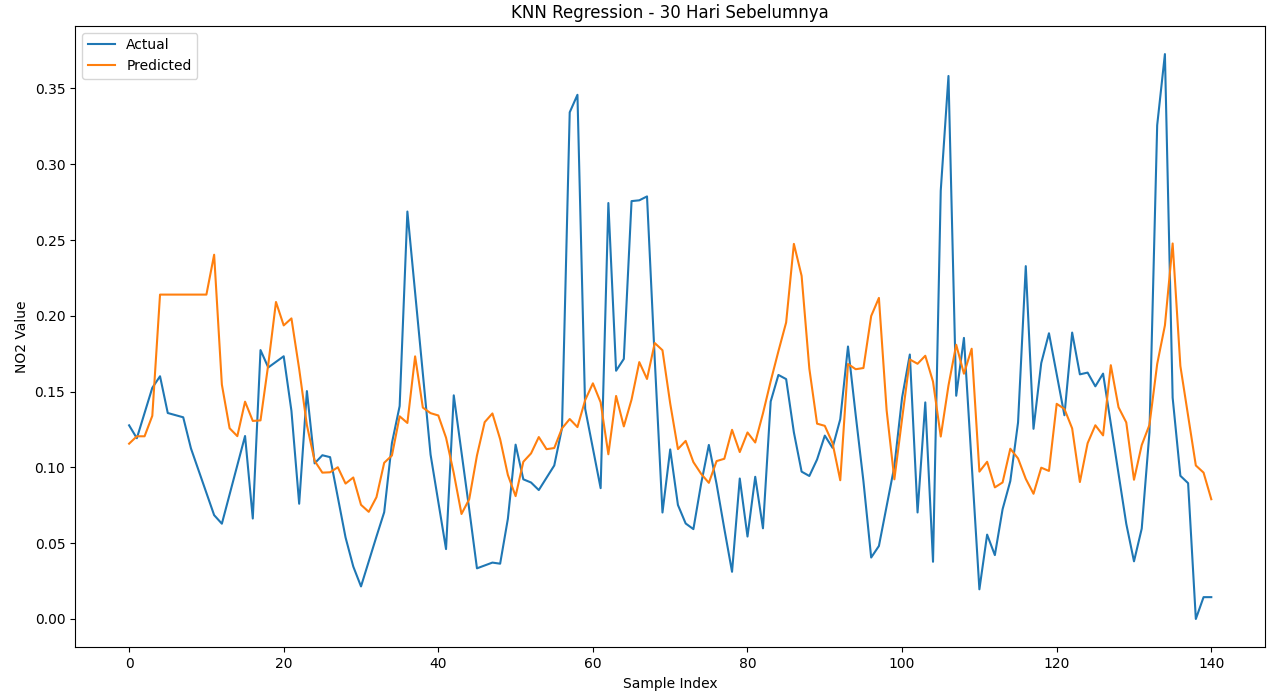 KNN Regression - 30 Hari Sebelumnya
Actual
Predicted
NO2 Value
0.35
0.30
0.25
0.20
0.15
0.10
0.05
0.00
0 20 40 60 80 100 120 140
Sample Index